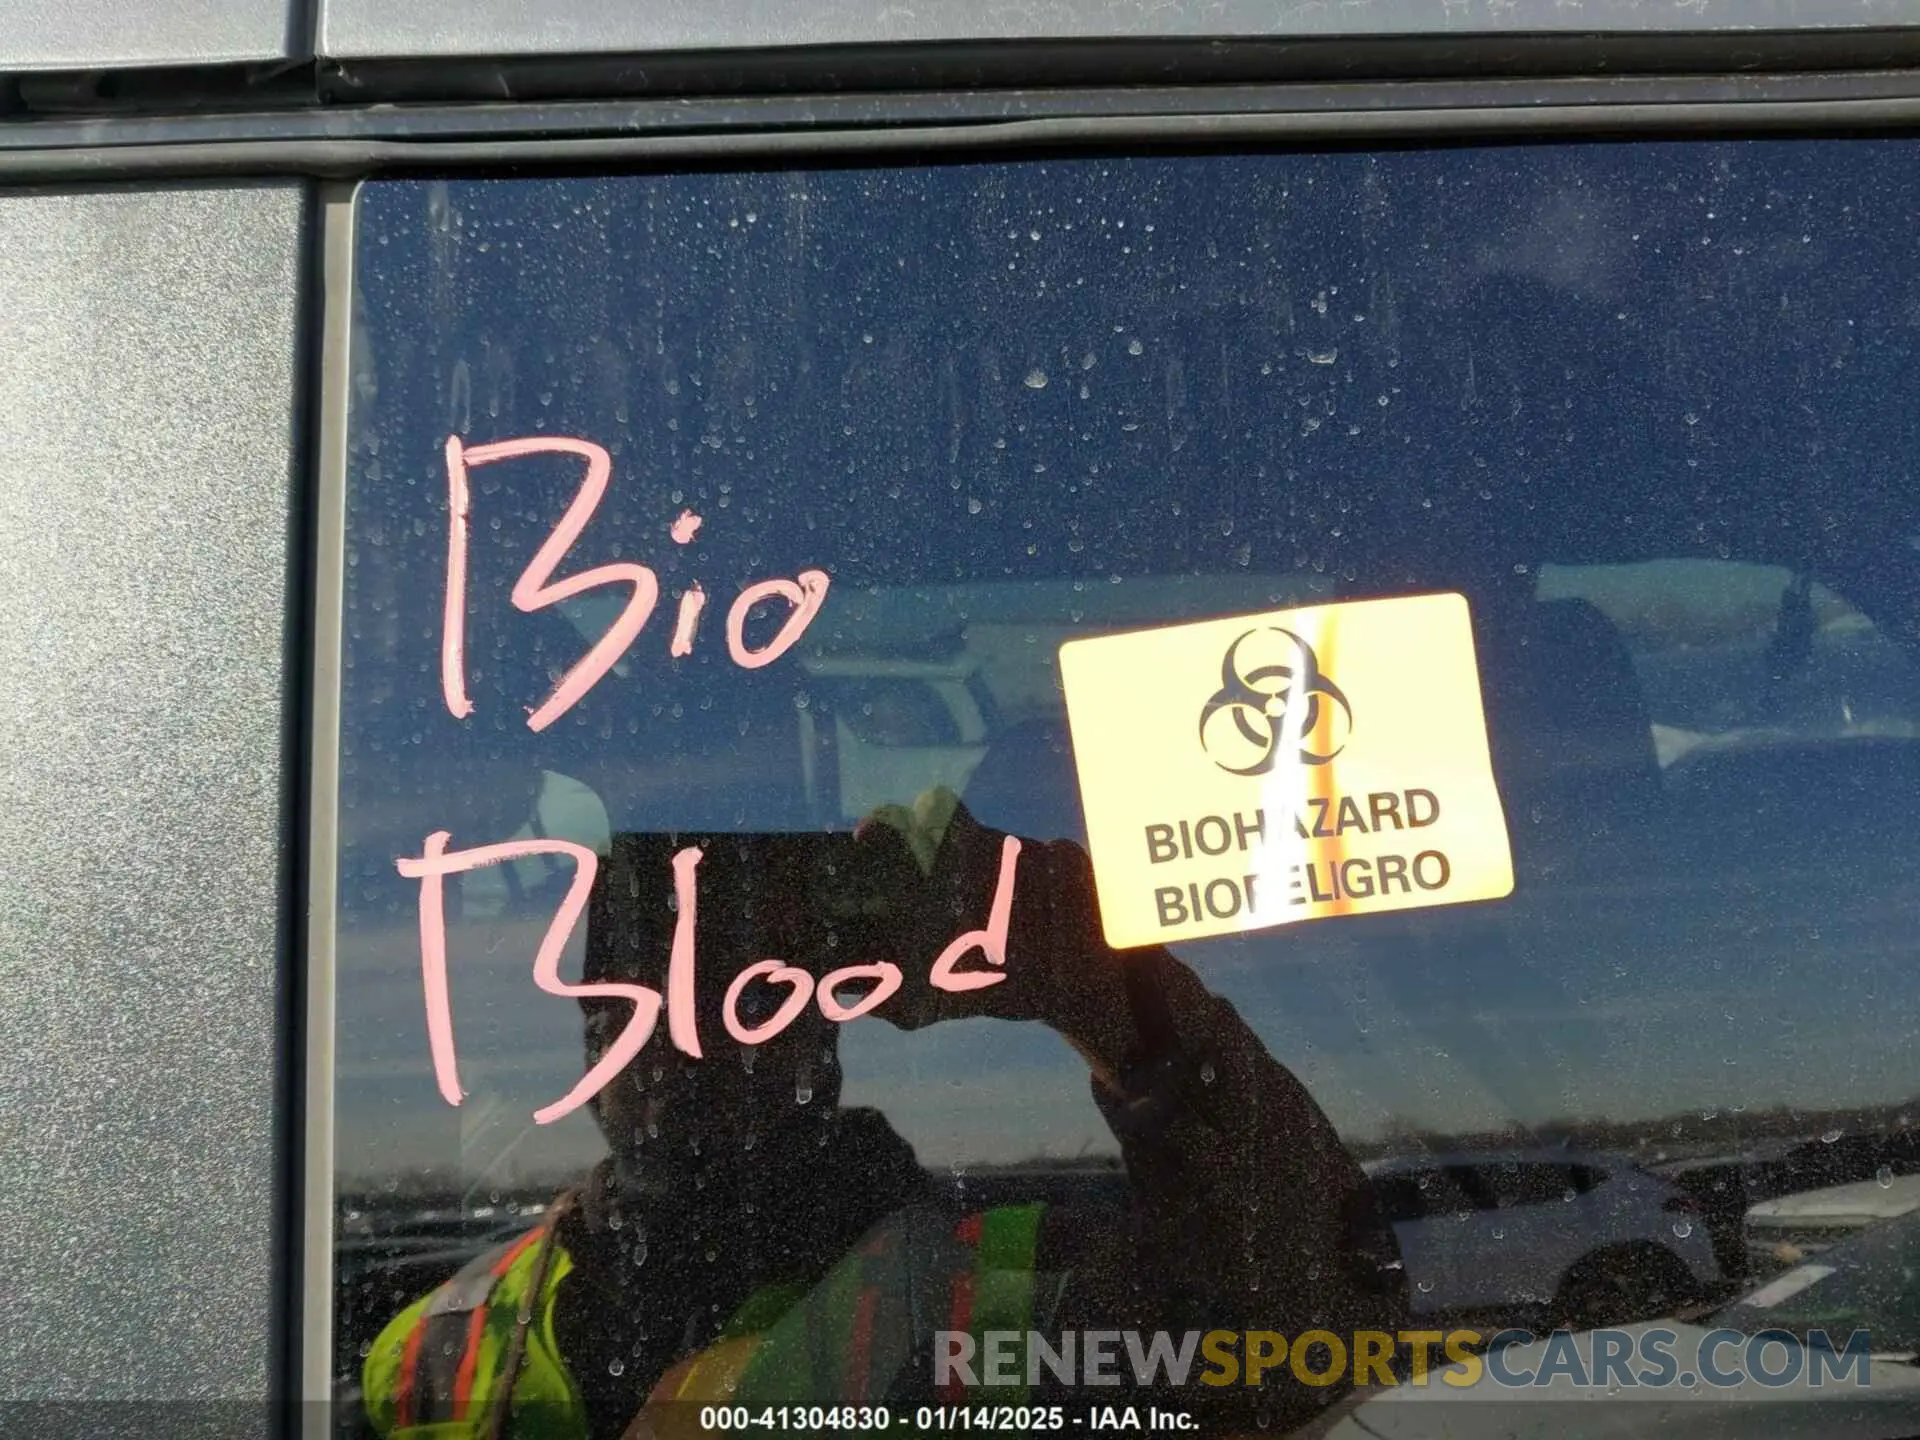 Bio
Blood
BIOHAZARD
BIOPELIGRO
RENEWSPORTSCARS.COM
000-41304830 - 01/14/2025 - IAA Inc.